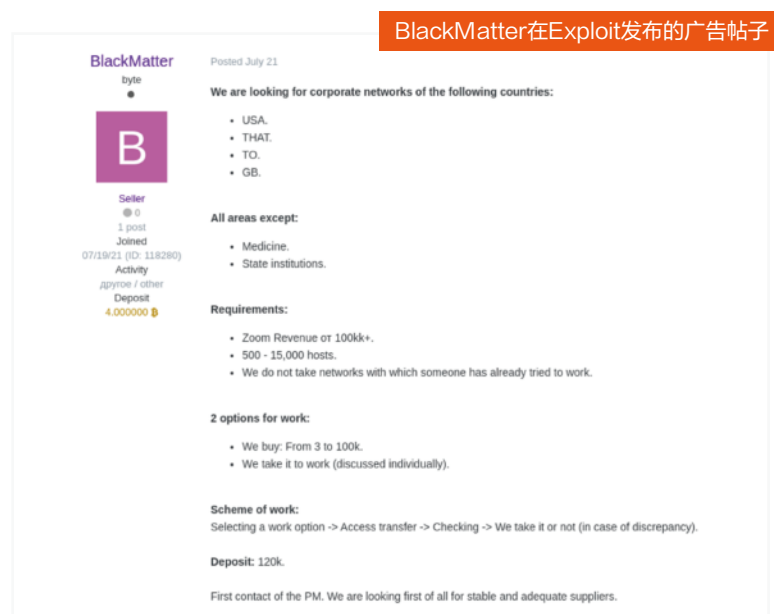 BlackMatter在Exploit发布的广告帖子
BlackMatter
byte
B
Seller
0
1 post
Joined
07/19/21 (ID: 118280)
Activity
другое / other
Deposit
4.000000 ₿
Posted July 21
We are looking for corporate networks of the following countries:
• USA.
• THAT.
• TO.
• GB.
All areas except:
• Medicine.
• State institutions.
Requirements:
• Zoom Revenue от 100kk+.
• 500 - 15,000 hosts.
• We do not take networks with which someone has already tried to work.
2 options for work:
• We buy: From 3 to 100k.
• We take it to work (discussed individually).
Scheme of work:
Selecting a work option -> Access transfer -> Checking -> We take it or not (in case of discrepancy).
Deposit: 120k.
First contact of the PM. We are looking first of all for stable and adequate suppliers.